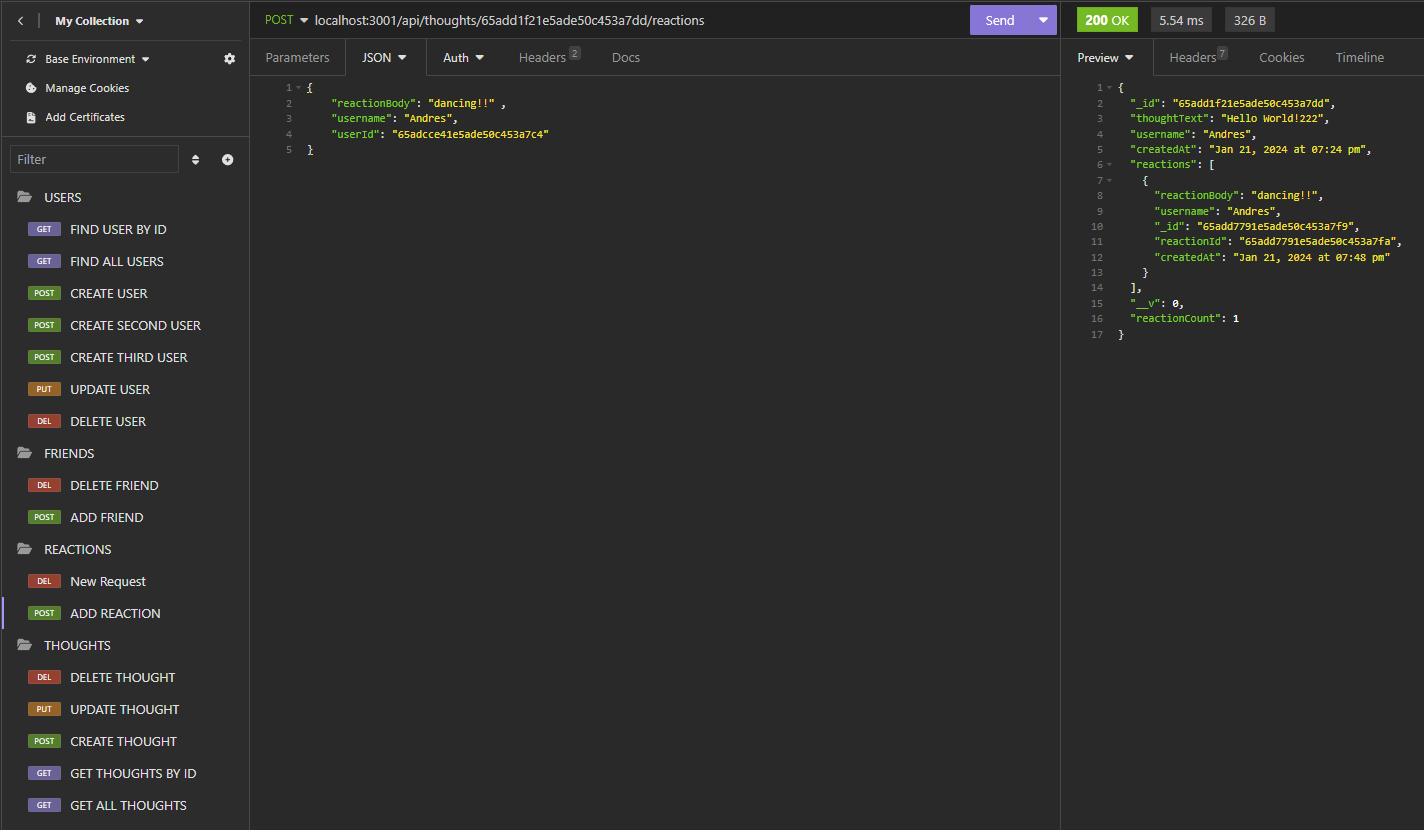 My Collection
Base Environment
Manage Cookies
Add Certificates
Filter
USERS
GET FIND USER BY ID
GET FIND ALL USERS
POST CREATE USER
POST CREATE SECOND USER
POST CREATE THIRD USER
PUT UPDATE USER
DEL DELETE USER
FRIENDS
DEL DELETE FRIEND
POST ADD FRIEND
REACTIONS
DEL New Request
POST ADD REACTION
THOUGHTS
DEL DELETE THOUGHT
PUT UPDATE THOUGHT
POST CREATE THOUGHT
GET GET THOUGHTS BY ID
GET GET ALL THOUGHTS
POST localhost:3001/api/thoughts/65add1f21e5ade50c453a7dd/reactions Send
Parameters JSON Auth Headers 2 Docs
1 {
2 "reactionBody": "dancing!!" ,
3 "username": "Andres",
4 "userId": "65adcce41e5ade50c453a7c4"
5 }
200 OK 5.54 ms 326 B
Preview Headers 7 Cookies Timeline
1 {
2 "_id": "65add1f21e5ade50c453a7dd",
3 "thoughtText": "Hello World!222",
4 "username": "Andres",
5 "createdAt": "Jan 21, 2024 at 07:24 pm",
6 "reactions": [
7 {
8 "reactionBody": "dancing!!",
9 "username": "Andres",
10 "_id": "65add7791e5ade50c453a7f9",
11 "reactionId": "65add7791e5ade50c453a7fa",
12 "createdAt": "Jan 21, 2024 at 07:48 pm"
13 }
14 ],
15 "__v": 0,
16 "reactionCount": 1
17 }